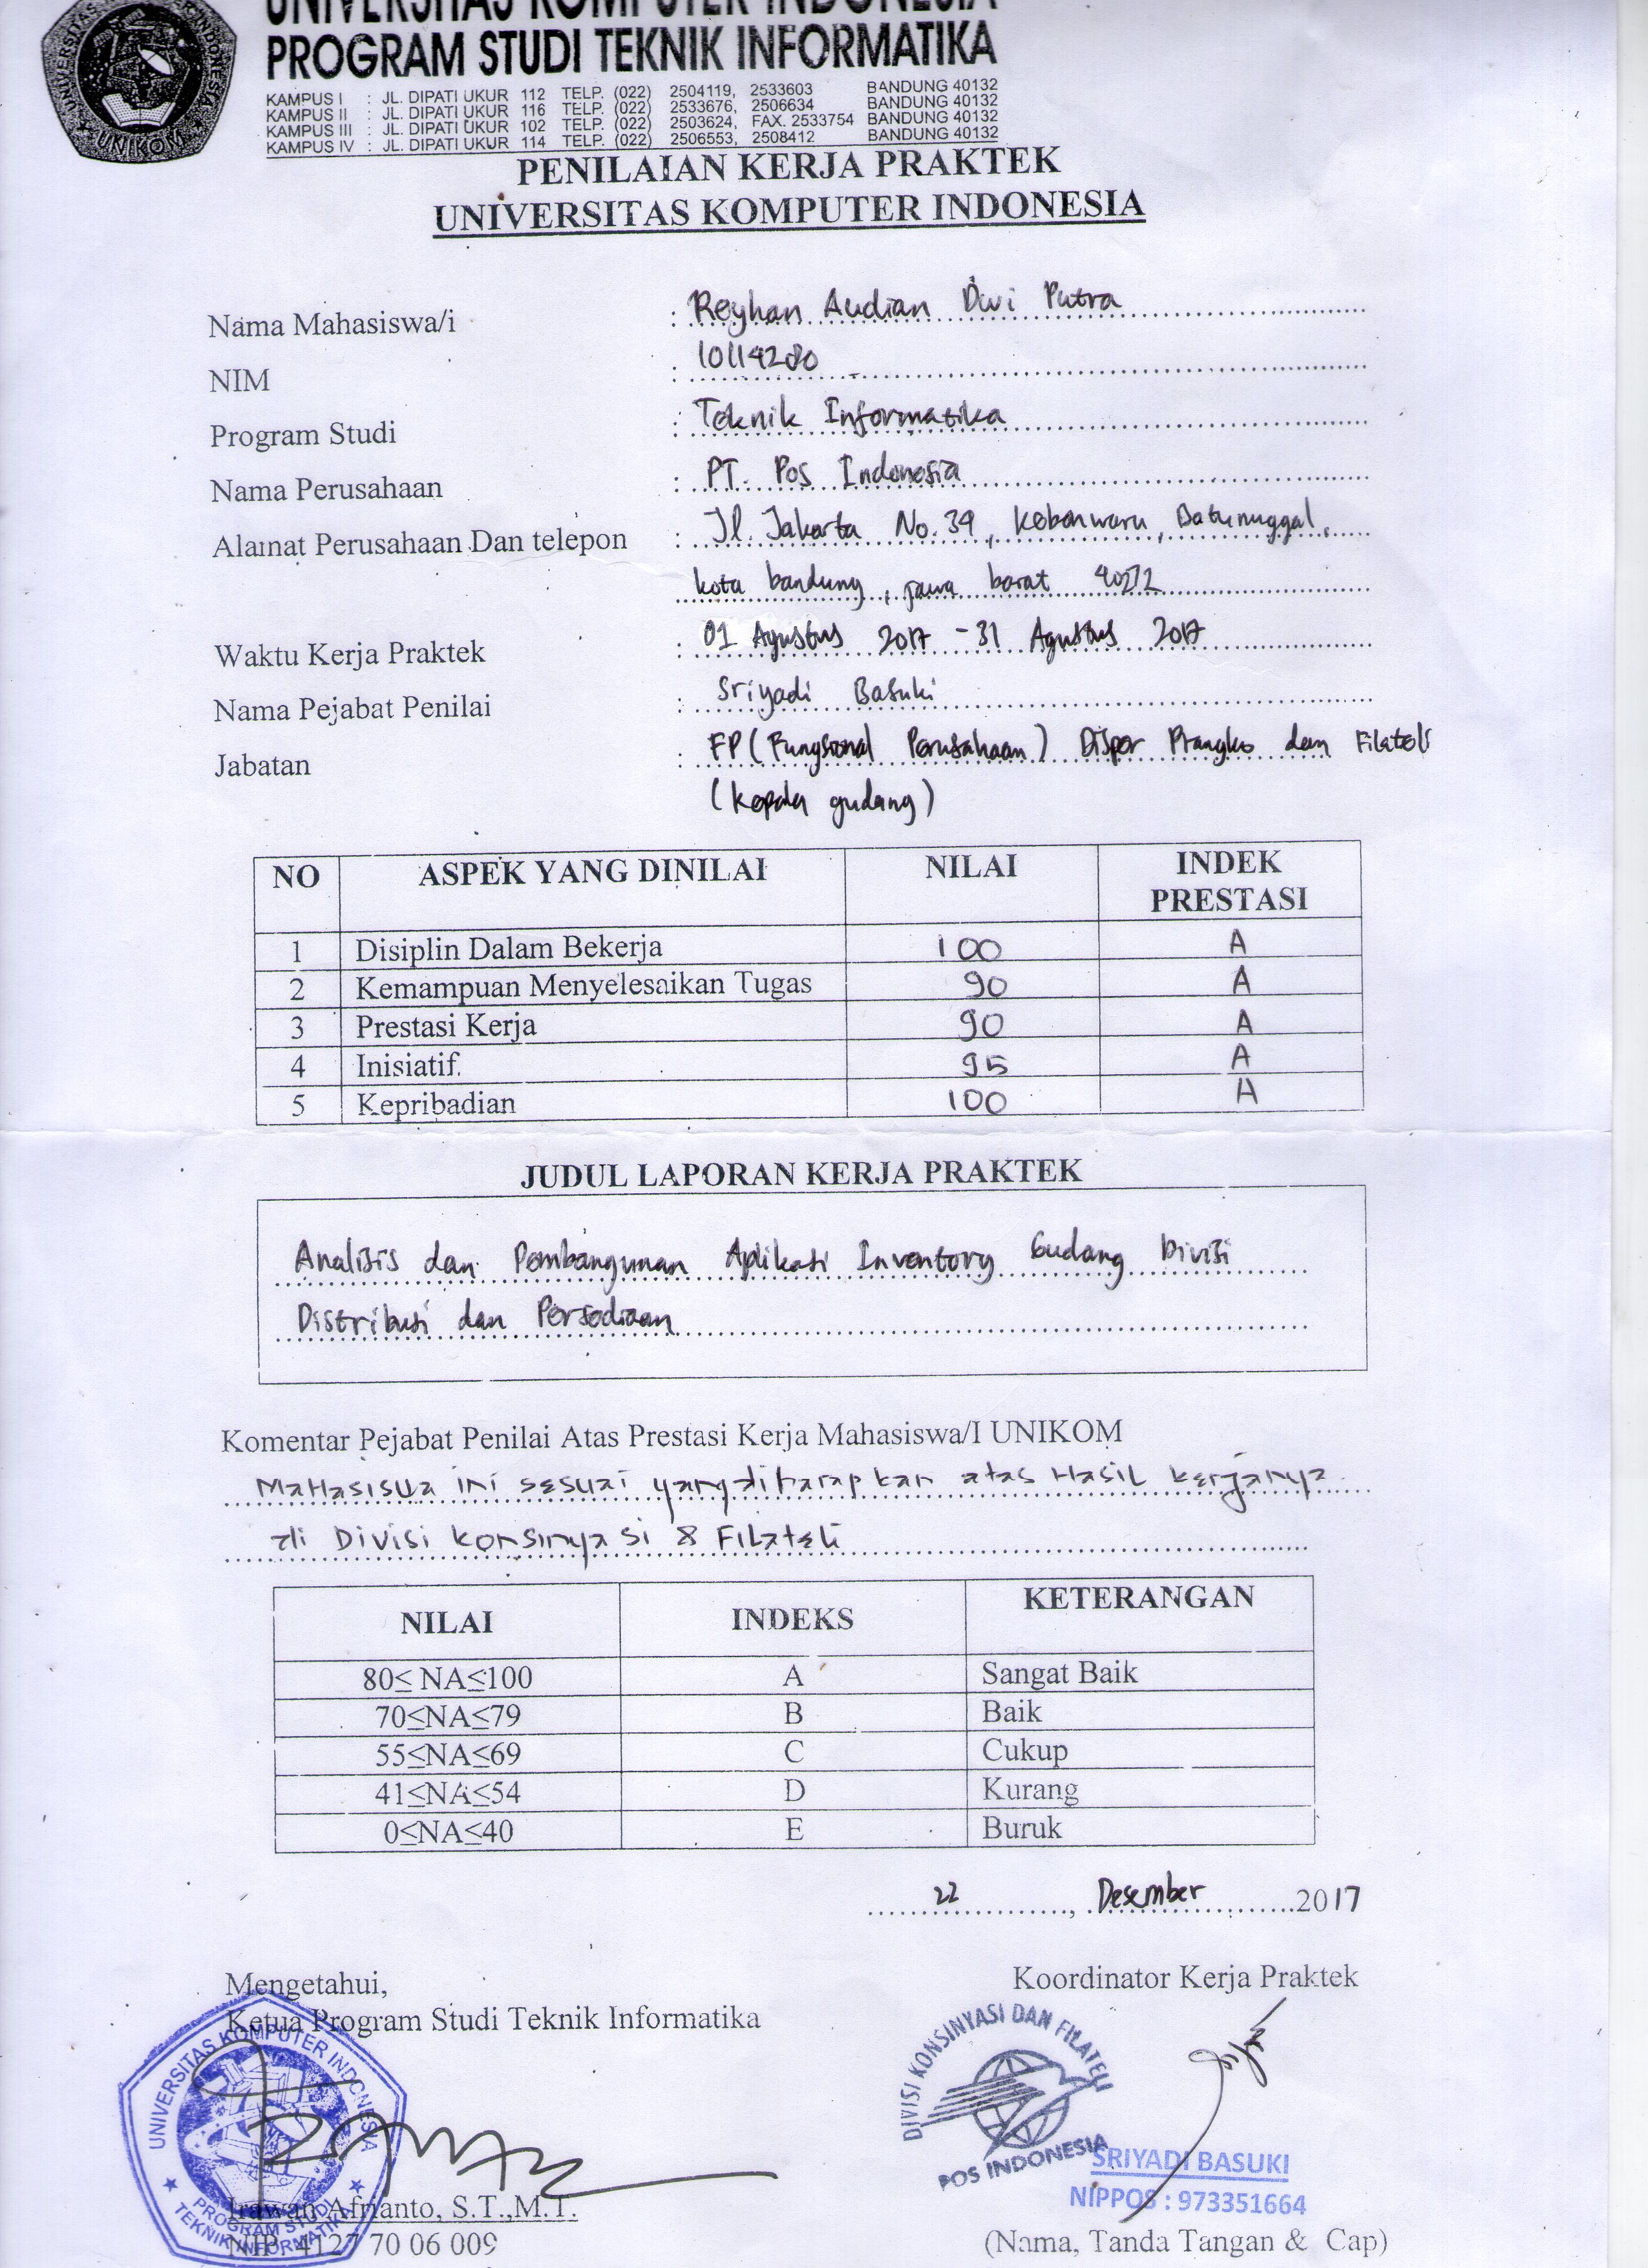 UNIVERSITAS KOMPUTER INDONESIA
PROGRAM STUDI TEKNIK INFORMATIKA
KAMPUS I : JL. DIPATI UKUR 112 TELP. (022) 2504119, 2533603 BANDUNG 40132
KAMPUS II : JL. DIPATI UKUR 116 TELP. (022) 2533676, 2506634 BANDUNG 40132
KAMPUS III : JL. DIPATI UKUR 102 TELP. (022) 2503624, FAX. 2533754 BANDUNG 40132
KAMPUS IV : JL. DIPATI UKUR 114 TELP. (022) 2506553, 2508412 BANDUNG 40132
UNIKOM
PENILAIAN KERJA PRAKTEK
UNIVERSITAS KOMPUTER INDONESIA
Nama Mahasiswa/i : Reyhan Audian Dwi Putra
NIM : 10114280
Program Studi : Teknik Informatika
Nama Perusahaan : PT. Pos Indonesia
Alamat Perusahaan Dan telepon : Jl. Jakarta No. 34, Kebonwaru, Batununggal,
kota bandung, jawa barat 40272
Waktu Kerja Praktek : 01 Agustus 2017 - 31 Agustus 2017
Nama Pejabat Penilai : Sriyadi Basuki
Jabatan : FP (Fungsional Perusahaan) Disper Prangko dan Filateli
(kepala gudang)
NO ASPEK YANG DINILAI NILAI INDEK PRESTASI
1 Disiplin Dalam Bekerja 100 A
2 Kemampuan Menyelesaikan Tugas 90 A
3 Prestasi Kerja 90 A
4 Inisiatif. 95 A
5 Kepribadian 100 A
JUDUL LAPORAN KERJA PRAKTEK
Analisis dan Pembangunan Aplikasi Inventory Gudang Divisi
Distribusi dan Persediaan
Komentar Pejabat Penilai Atas Prestasi Kerja Mahasiswa/I UNIKOM
Mahasiswa ini sesuai yang diharapkan atas Hasil kerjanya
di Divisi konsinyasi & Filateli
NILAI INDEKS KETERANGAN
80≤ NA≤100 A Sangat Baik
70≤NA≤79 B Baik
55≤NA≤69 C Cukup
41≤NA≤54 D Kurang
0≤NA≤40 E Buruk
22, Desember 2017
Mengetahui, Koordinator Kerja Praktek
Ketua Program Studi Teknik Informatika
UNIVERSITAS KOMPUTER INDONESIA
PROGRAM STUDI
TEKNIK INFORMATIKA
DIVISI KONSINYASI DAN FILATELI
POS INDONESIA
SRIYADI BASUKI
NIPPOS : 973351664
Irawan Afrianto, S.T.,M.T.
NIP. 4127 70 06 009
(Nama, Tanda Tangan & Cap)